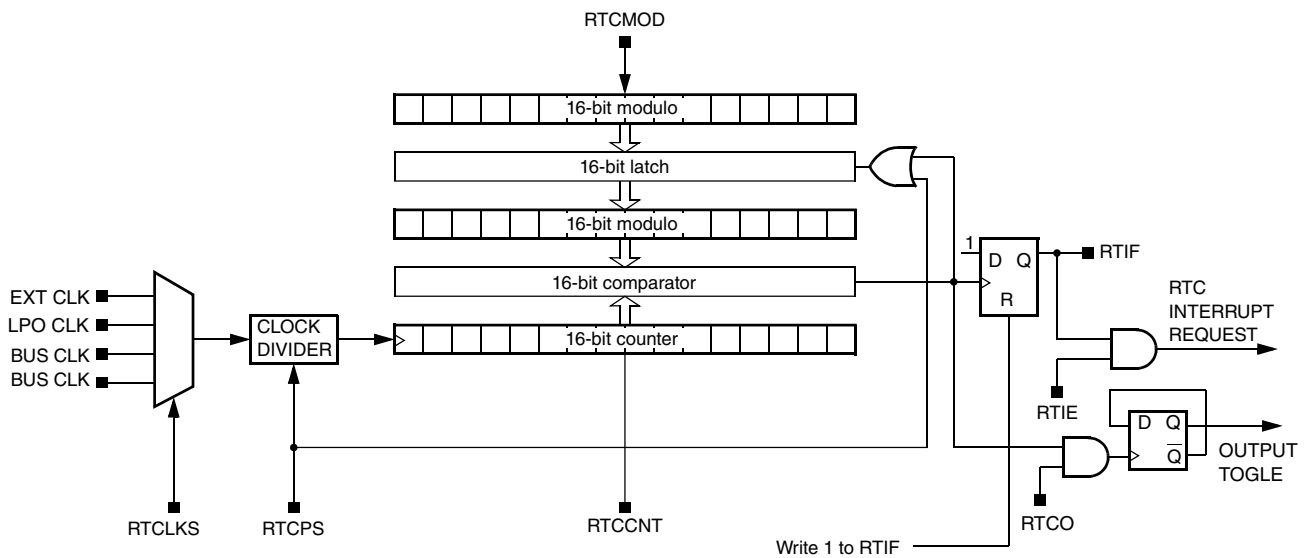 RTCMOD
16-bit modulo
16-bit latch
16-bit modulo
16-bit comparator
16-bit counter
EXT CLK
LPO CLK
BUS CLK
BUS CLK
CLOCK
DIVIDER
1
D Q
R
RTIF
RTC
INTERRUPT
REQUEST
RTIE
D Q
Q
OUTPUT
TOGLE
RTCLKS
RTCPS
RTCCNT
RTCO
Write 1 to RTIF